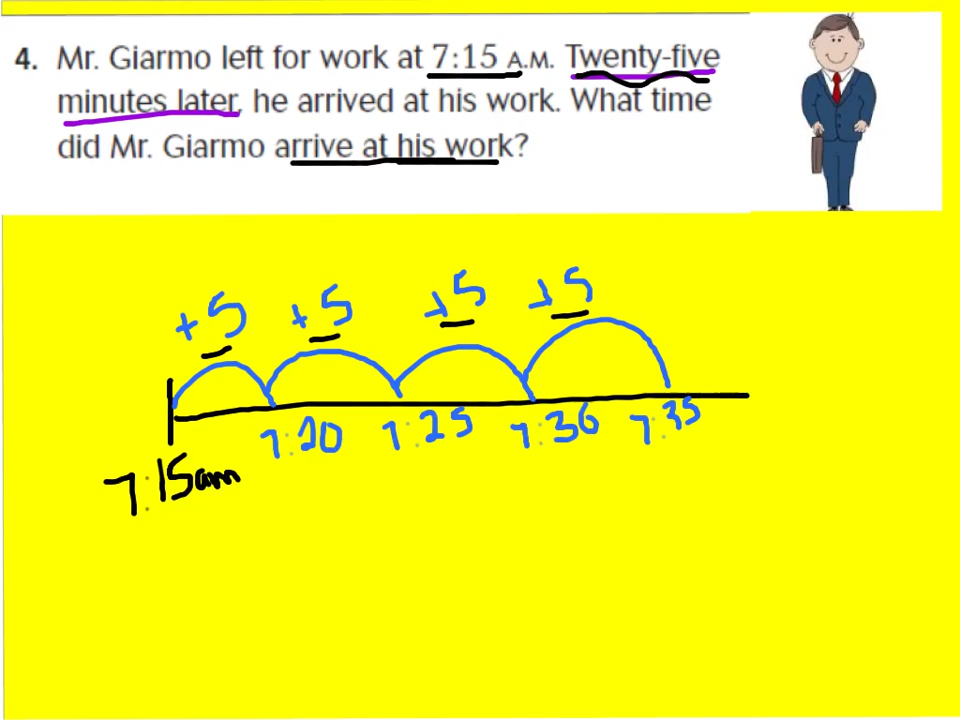 4. Mr. Giarmo left for work at 7:15 A.M. Twenty-five
minutes later, he arrived at his work. What time
did Mr. Giarmo arrive at his work?
+5 +5 +5 +5
7:20 7:25 7:30 7:35
7:15am